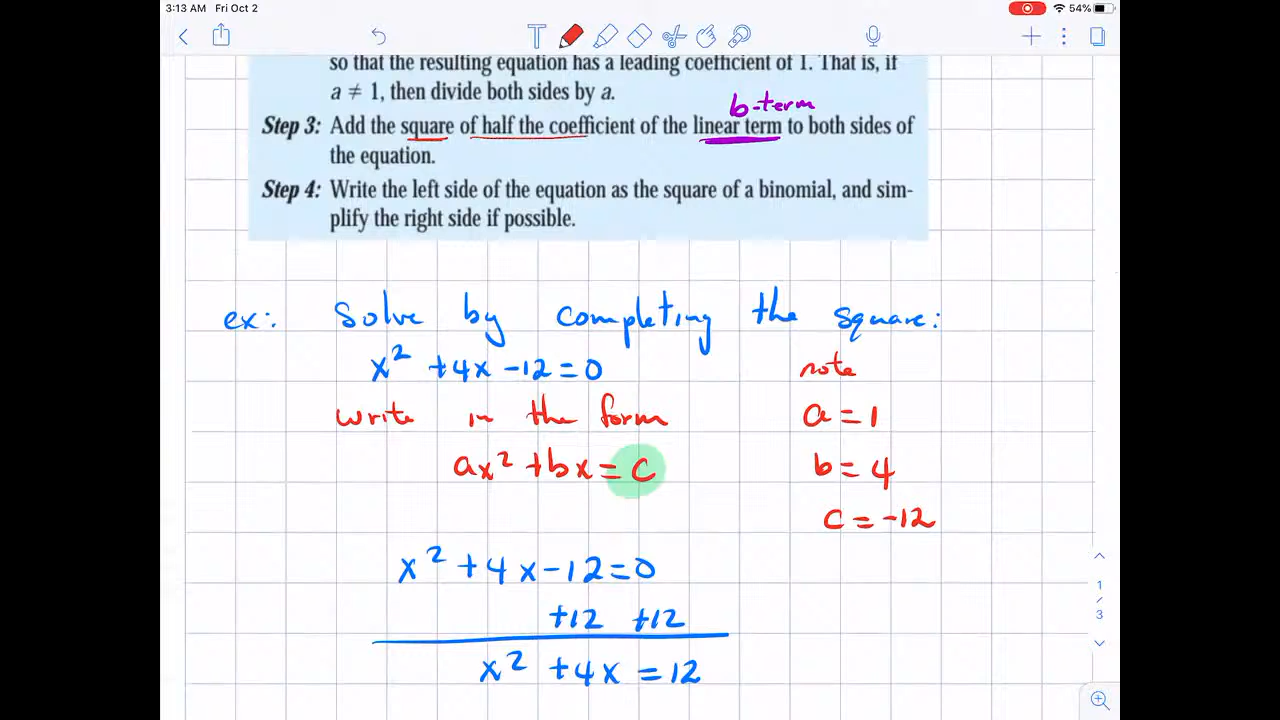 3:13 AM Fri Oct 2
54%
T
so that the resulting equation has a leading coefficient of 1. That is, if
a ≠ 1, then divide both sides by a.
b-term
Step 3: Add the square of half the coefficient of the linear term to both sides of
the equation.
Step 4: Write the left side of the equation as the square of a binomial, and sim-
plify the right side if possible.
ex: Solve by completing the square:
x² +4x -12=0
note
write in the form
a=1
ax² +bx = c
b=4
c=-12
x² +4x-12=0
+12 +12
x² +4x =12
1
/
3